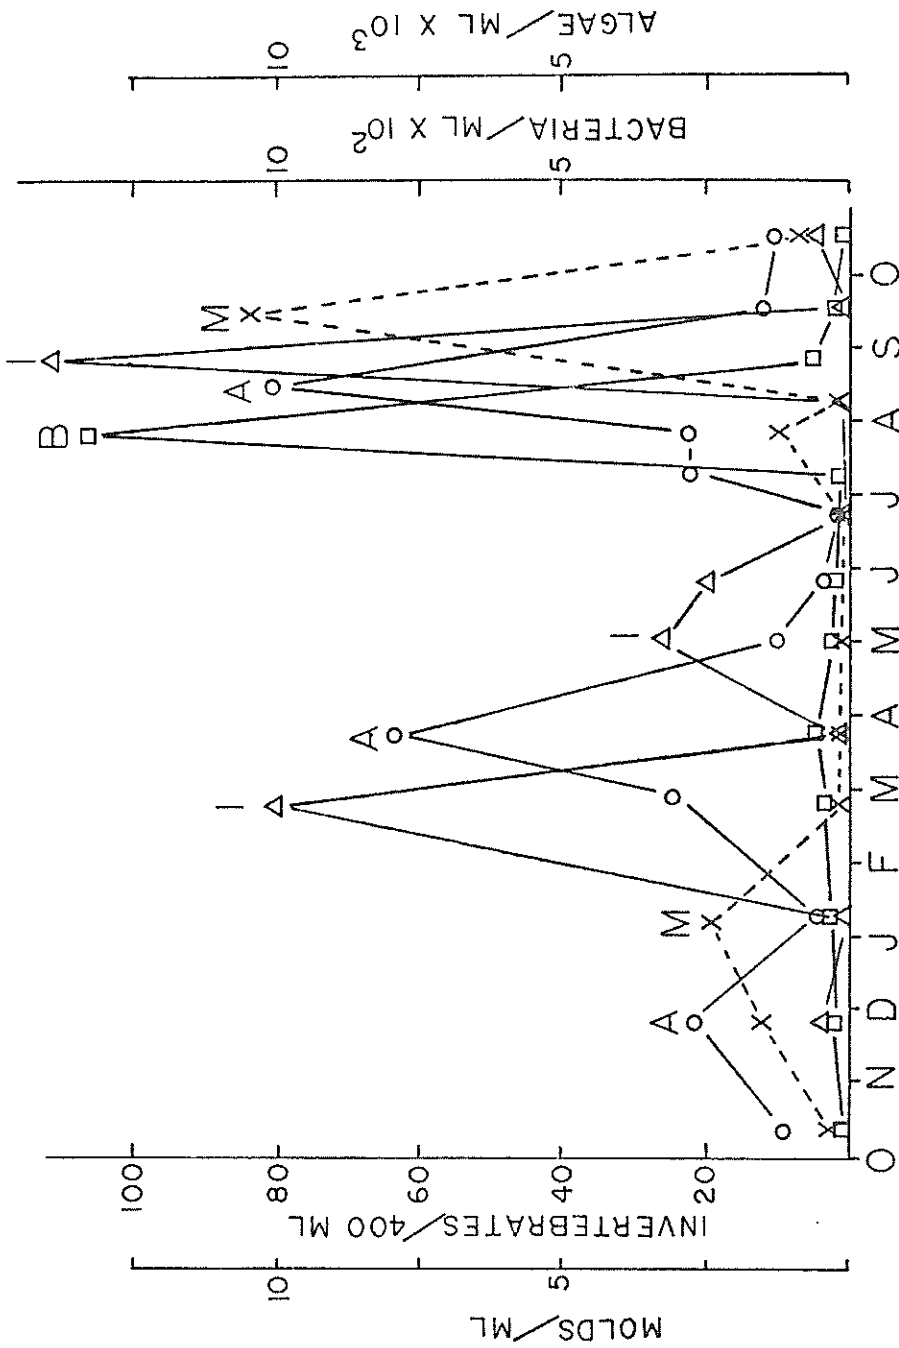 MOLDS/ML
10
5
INVERTEBRATES/400 ML
100
80
60
40
20
A
M
I
A
I
B
A
I
M
BACTERIA/ML X 10²
10
5
ALGAE/ML X 10³
10
5
O N D J F M A M J J A S O